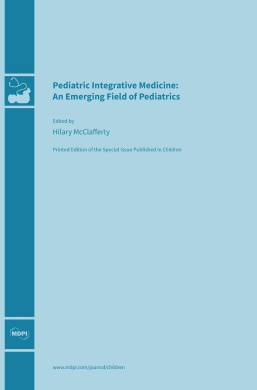 Pediatric Integrative Medicine:
An Emerging Field of Pediatrics
Edited by
Hilary McClafferty
Printed Edition of the Special Issue Published in Children
MDPI
www.mdpi.com/journal/children